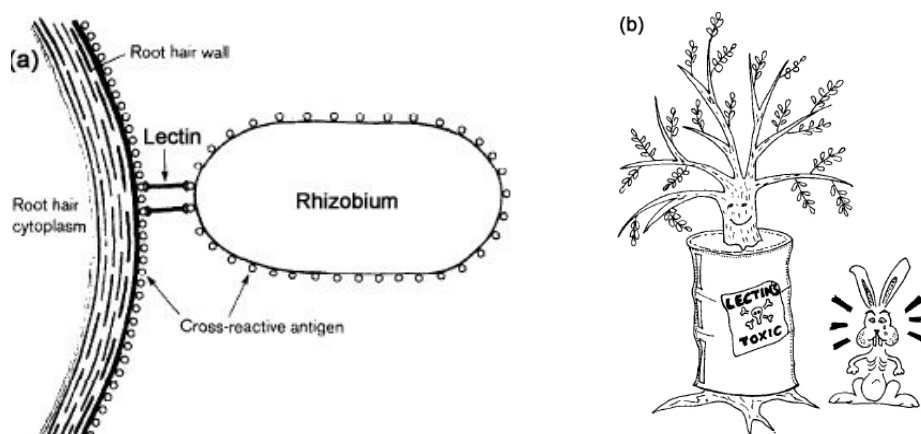 (a)
Root hair wall
Lectin
Root hair
cytoplasm
Rhizobium
Cross-reactive antigen
(b)
LECTINS
TOXIC